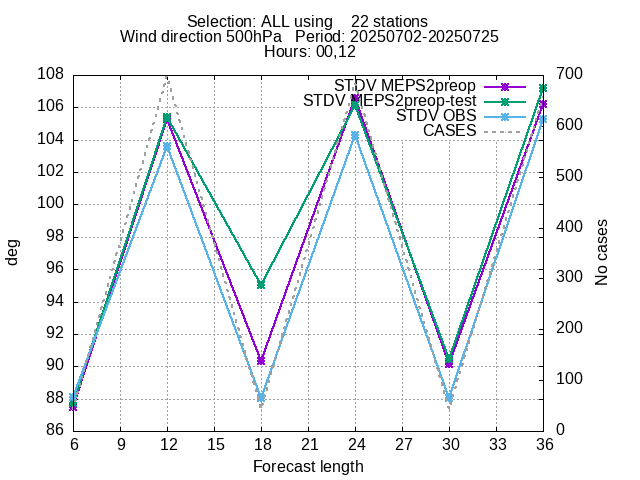 Selection: ALL using 22 stations
Wind direction 500hPa Period: 20250702-20250725
Hours: 00,12
STDV MEPS2preop
STDV MEPS2preop-test
STDV OBS
CASES
deg
No cases
108
106
104
102
100
98
96
94
92
90
88
86
700
600
500
400
300
200
100
0
6 9 12 15 18 21 24 27 30 33 36
Forecast length